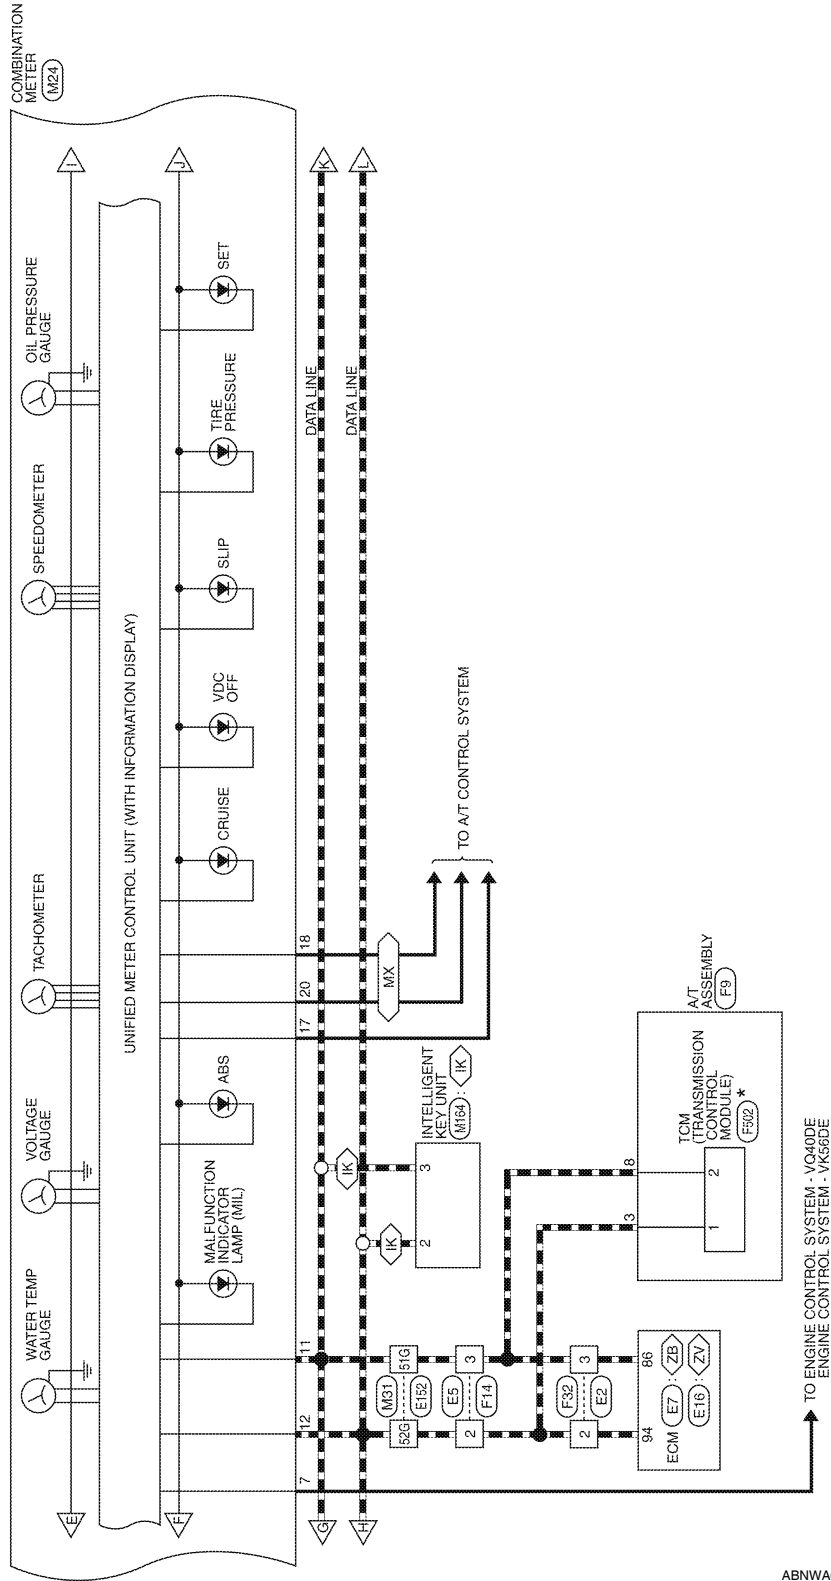 COMBINATION
METER
M24
I
J
K
L
OIL PRESSURE
GAUGE
SET
DATA LINE
DATA LINE
TIRE
PRESSURE
SPEEDOMETER
SLIP
UNIFIED METER CONTROL UNIT (WITH INFORMATION DISPLAY)
VDC
OFF
CRUISE
TO A/T CONTROL SYSTEM
TACHOMETER
18
20
17
MX
A/T
ASSEMBLY
F9
VOLTAGE
GAUGE
ABS
INTELLIGENT
KEY UNIT
M164 : IK
TCM
(TRANSMISSION
CONTROL
MODULE)
F502 *
MALFUNCTION
INDICATOR
LAMP (MIL)
IK
3
IK
2
8
2
3
1
WATER TEMP
GAUGE
11
51G
3
3
86
M31
E152
E5
F14
F32
E2
12
52G
2
2
94
ECM
E7 : ZB
E16 : ZV
7
TO ENGINE CONTROL SYSTEM - VQ40DE
ENGINE CONTROL SYSTEM - VK56DE
E
F
G
H
ABNWA